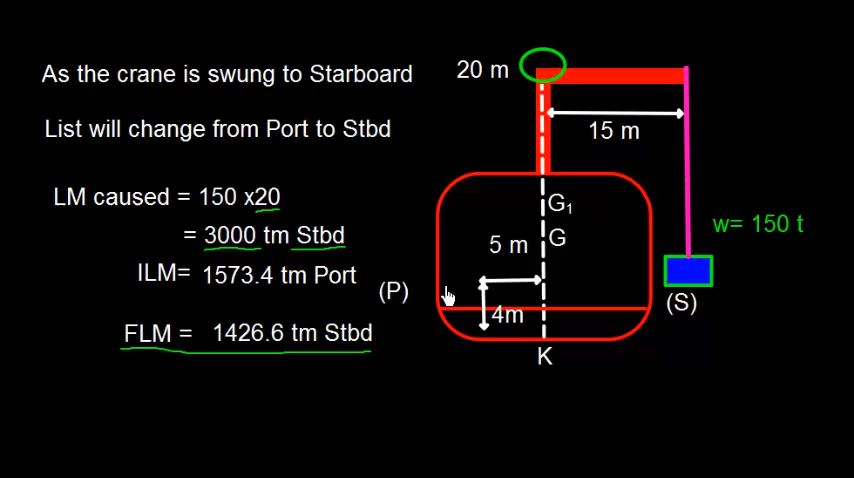 As the crane is swung to Starboard
List will change from Port to Stbd
LM caused = 150 x20
= 3000 tm Stbd
ILM= 1573.4 tm Port
FLM = 1426.6 tm Stbd
20 m
15 m
G₁
G
5 m
w= 150 t
(P)
(S)
4m
K